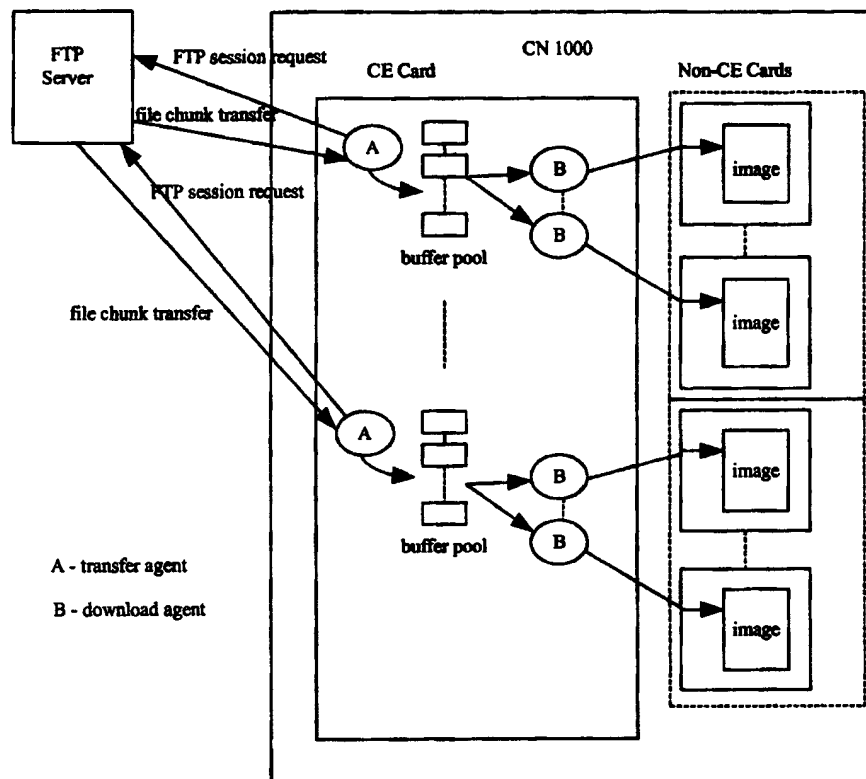 FTP
Server
FTP session request
CN 1000
CE Card
Non-CE Cards
file chunk transfer
A
B
image
FTP session request
B
buffer pool
image
file chunk transfer
A
B
image
buffer pool
B
A - transfer agent
B - download agent
image